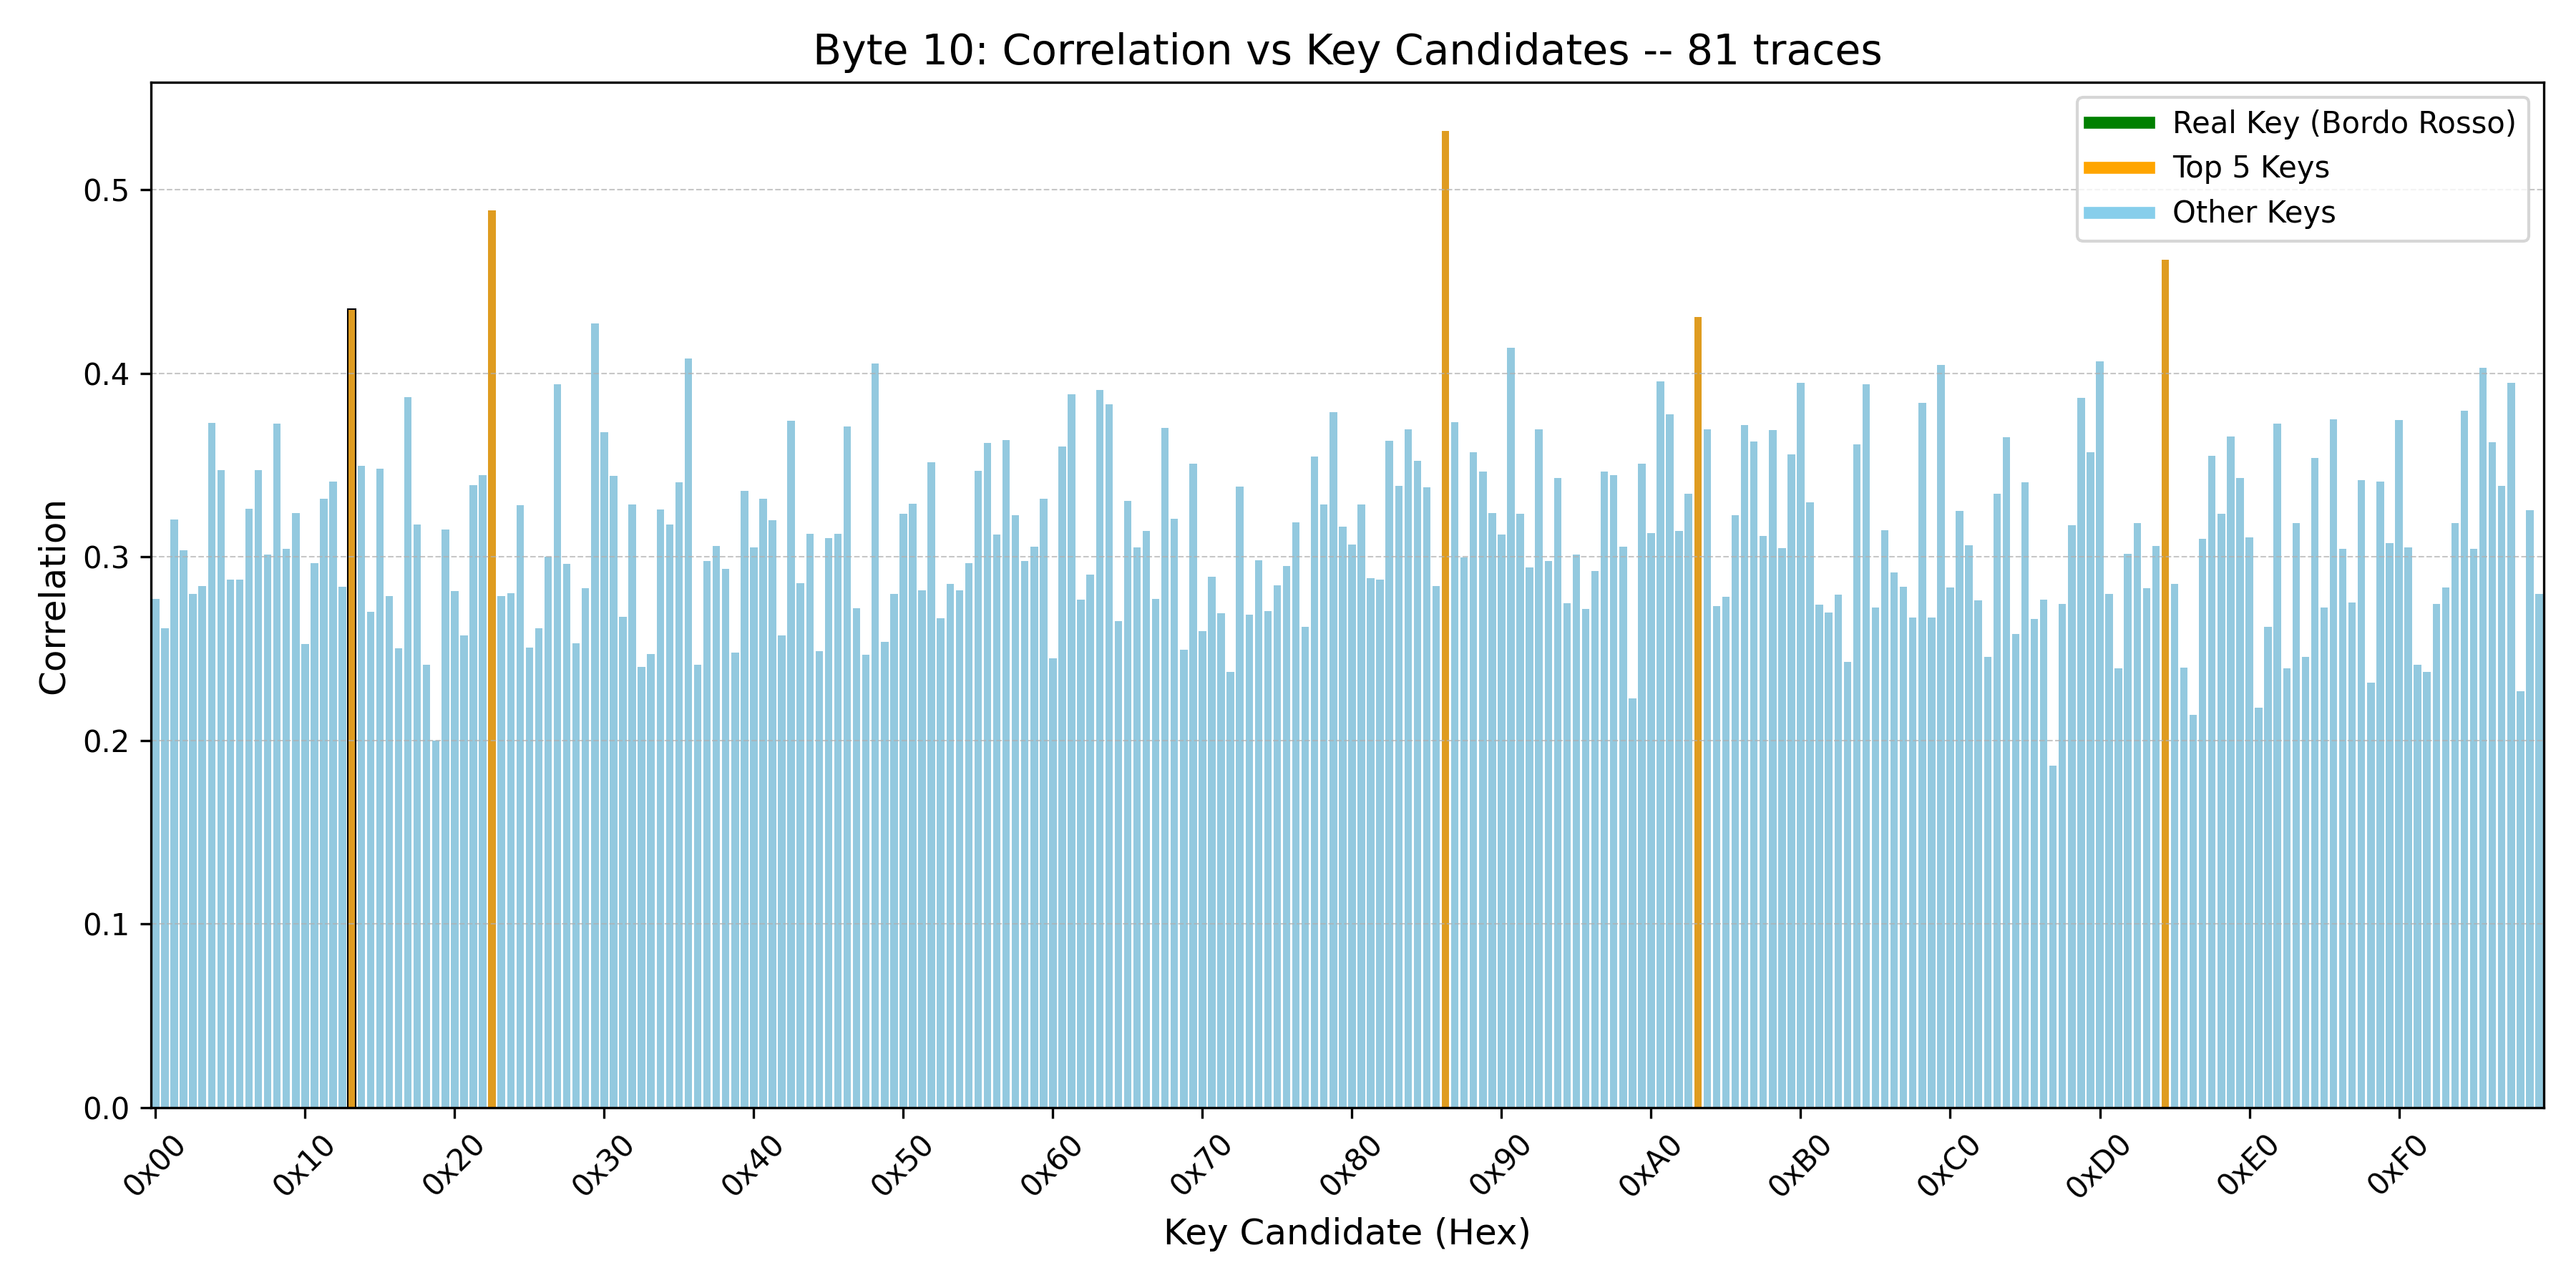 Byte 10: Correlation vs Key Candidates -- 81 traces
Real Key (Bordo Rosso)
Top 5 Keys
Other Keys
Correlation
0.5
0.4
0.3
0.2
0.1
0.0
0x00
0x10
0x20
0x30
0x40
0x50
0x60
0x70
0x80
0x90
0xA0
0xB0
0xC0
0xD0
0xE0
0xF0
Key Candidate (Hex)